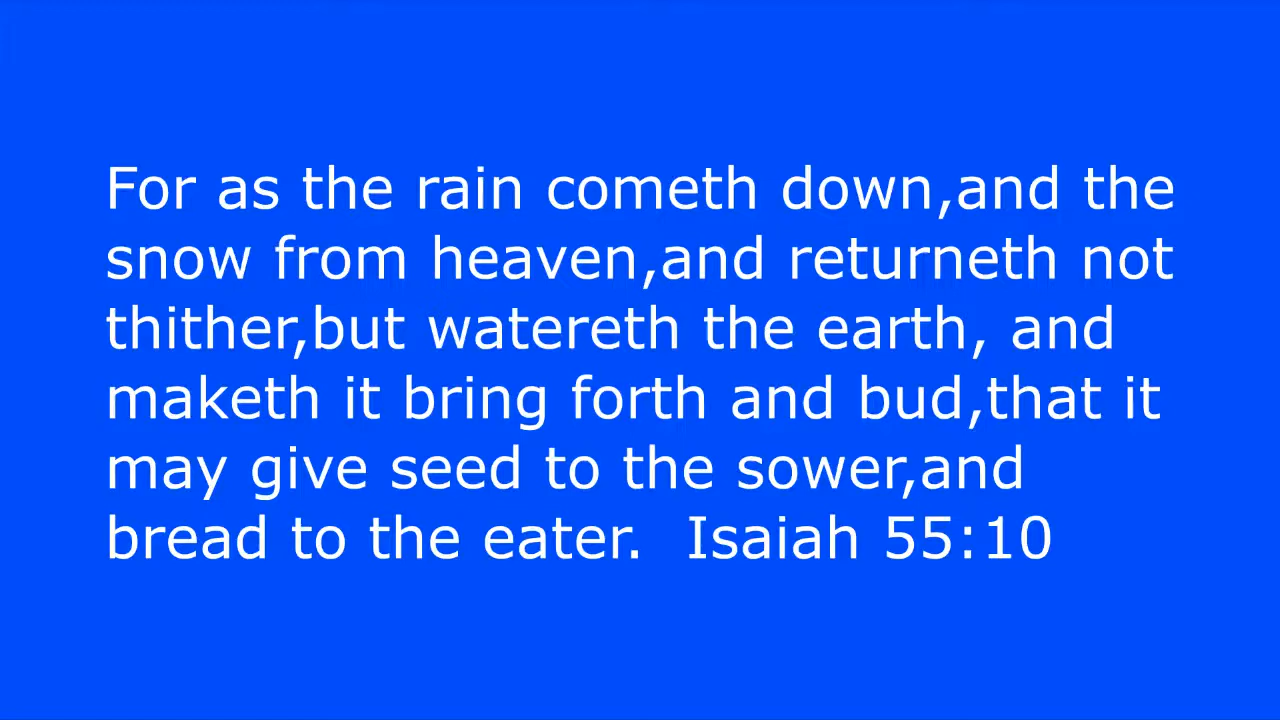 For as the rain cometh down,and the
snow from heaven,and returneth not
thither,but watereth the earth, and
maketh it bring forth and bud,that it
may give seed to the sower,and
bread to the eater.  Isaiah 55:10